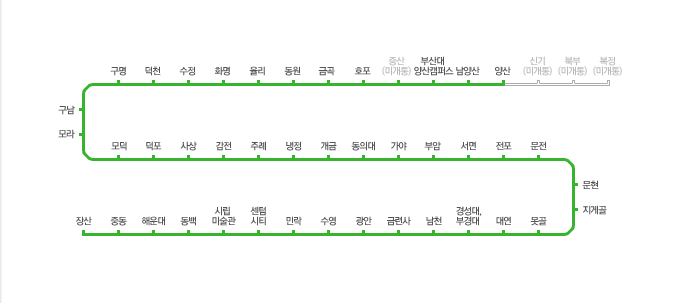 구명 덕천 수정 화명 율리 동원 금곡 호포 증산 (미개통) 부산대 양산캠퍼스 남양산 양산 신기 (미개통) 북부 (미개통) 북정 (미개통)
구남
모라
모덕 덕포 사상 감전 주례 냉정 개금 동의대 가야 부암 서면 전포 문전
문현
지게골
장산 중동 해운대 동백 시립 미술관 센텀 시티 민락 수영 광안 금련사 남천 경성대, 부경대 대연 못골